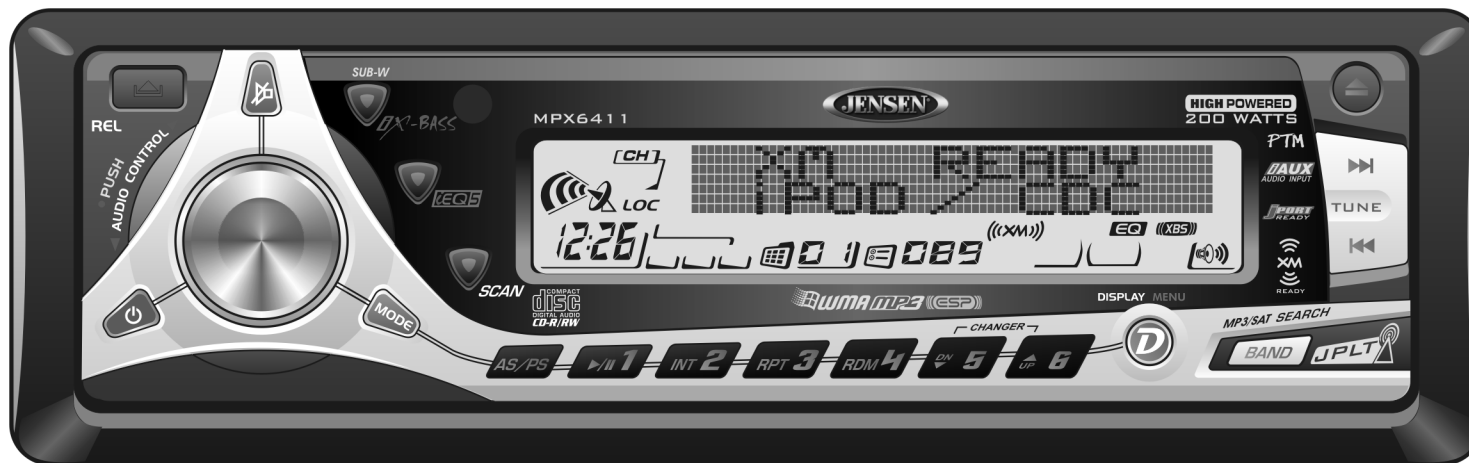 SUB-W
REL
PUSH
AUDIO CONTROL
X-BASS
iEQ5
SCAN
MODE
MPX6411
JENSEN
HIGH POWERED
200 WATTS
PTM
CH
LOC
XM READY
IPOD / CDC
12:26
01
089
((XM))
EQ
((XBS))
iAUX
AUDIO INPUT
JPORT
READY
XM
READY
TUNE
COMPACT
disc
DIGITAL AUDIO
CD-R/RW
WMA MP3 ((ESP))
DISPLAY MENU
D
CHANGER
AS/PS
1
INT 2
RPT 3
RDM 4
DN 5
UP 6
MP3/SAT SEARCH
BAND
JPLT